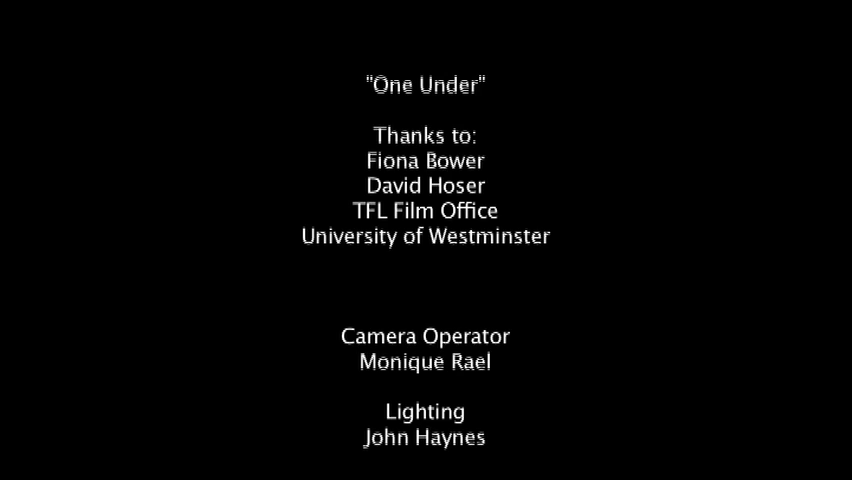 "One Under"
Thanks to:
Fiona Bower
David Hoser
TFL Film Office
University of Westminster
Camera Operator
Monique Rael
Lighting
John Haynes